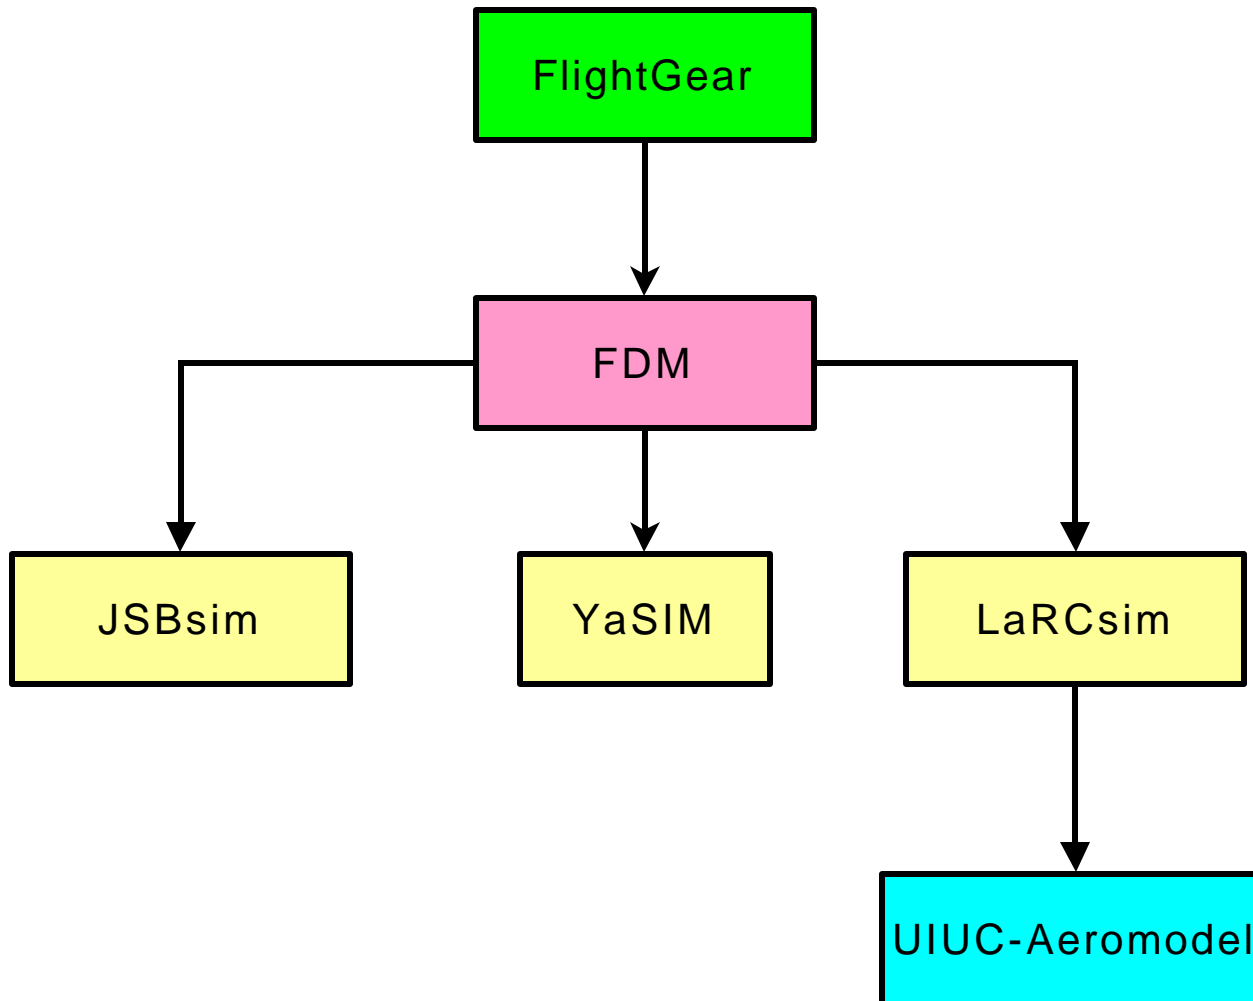 FlightGear
FDM
JSBsim
YaSIM
LaRCsim
UIUC-Aeromodel